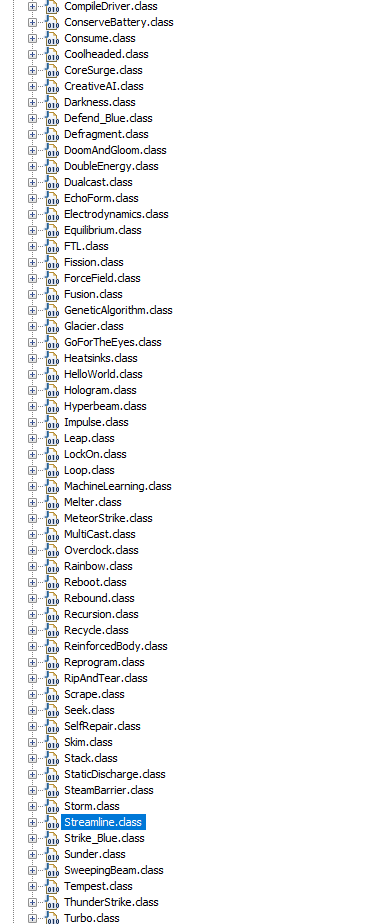 CompileDriver.class
ConserveBattery.class
Consume.class
Coolheaded.class
CoreSurge.class
CreativeAI.class
Darkness.class
Defend_Blue.class
Defragment.class
DoomAndGloom.class
DoubleEnergy.class
Dualcast.class
EchoForm.class
Electrodynamics.class
Equilibrium.class
FTL.class
Fission.class
ForceField.class
Fusion.class
GeneticAlgorithm.class
Glacier.class
GoForTheEyes.class
Heatsinks.class
HelloWorld.class
Hologram.class
Hyperbeam.class
Impulse.class
Leap.class
LockOn.class
Loop.class
MachineLearning.class
Melter.class
MeteorStrike.class
MultiCast.class
Overclock.class
Rainbow.class
Reboot.class
Rebound.class
Recursion.class
Recycle.class
ReinforcedBody.class
Reprogram.class
RipAndTear.class
Scrape.class
Seek.class
SelfRepair.class
Skim.class
Stack.class
StaticDischarge.class
SteamBarrier.class
Storm.class
Streamline.class
Strike_Blue.class
Sunder.class
SweepingBeam.class
Tempest.class
ThunderStrike.class
Turbo.class